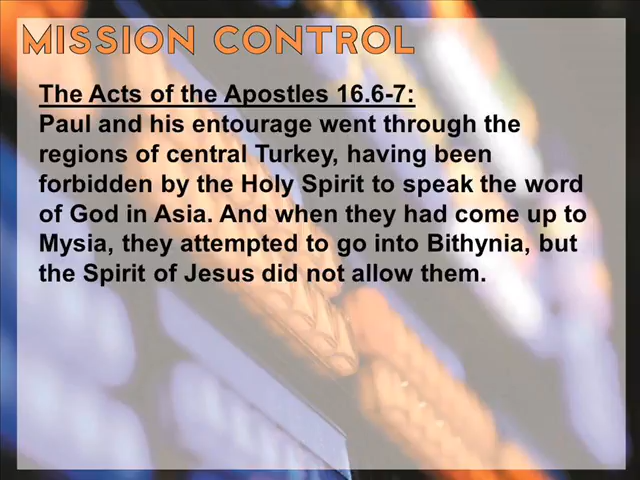 MISSION CONTROL
The Acts of the Apostles 16.6-7:
Paul and his entourage went through the
regions of central Turkey, having been
forbidden by the Holy Spirit to speak the word
of God in Asia. And when they had come up to
Mysia, they attempted to go into Bithynia, but
the Spirit of Jesus did not allow them.